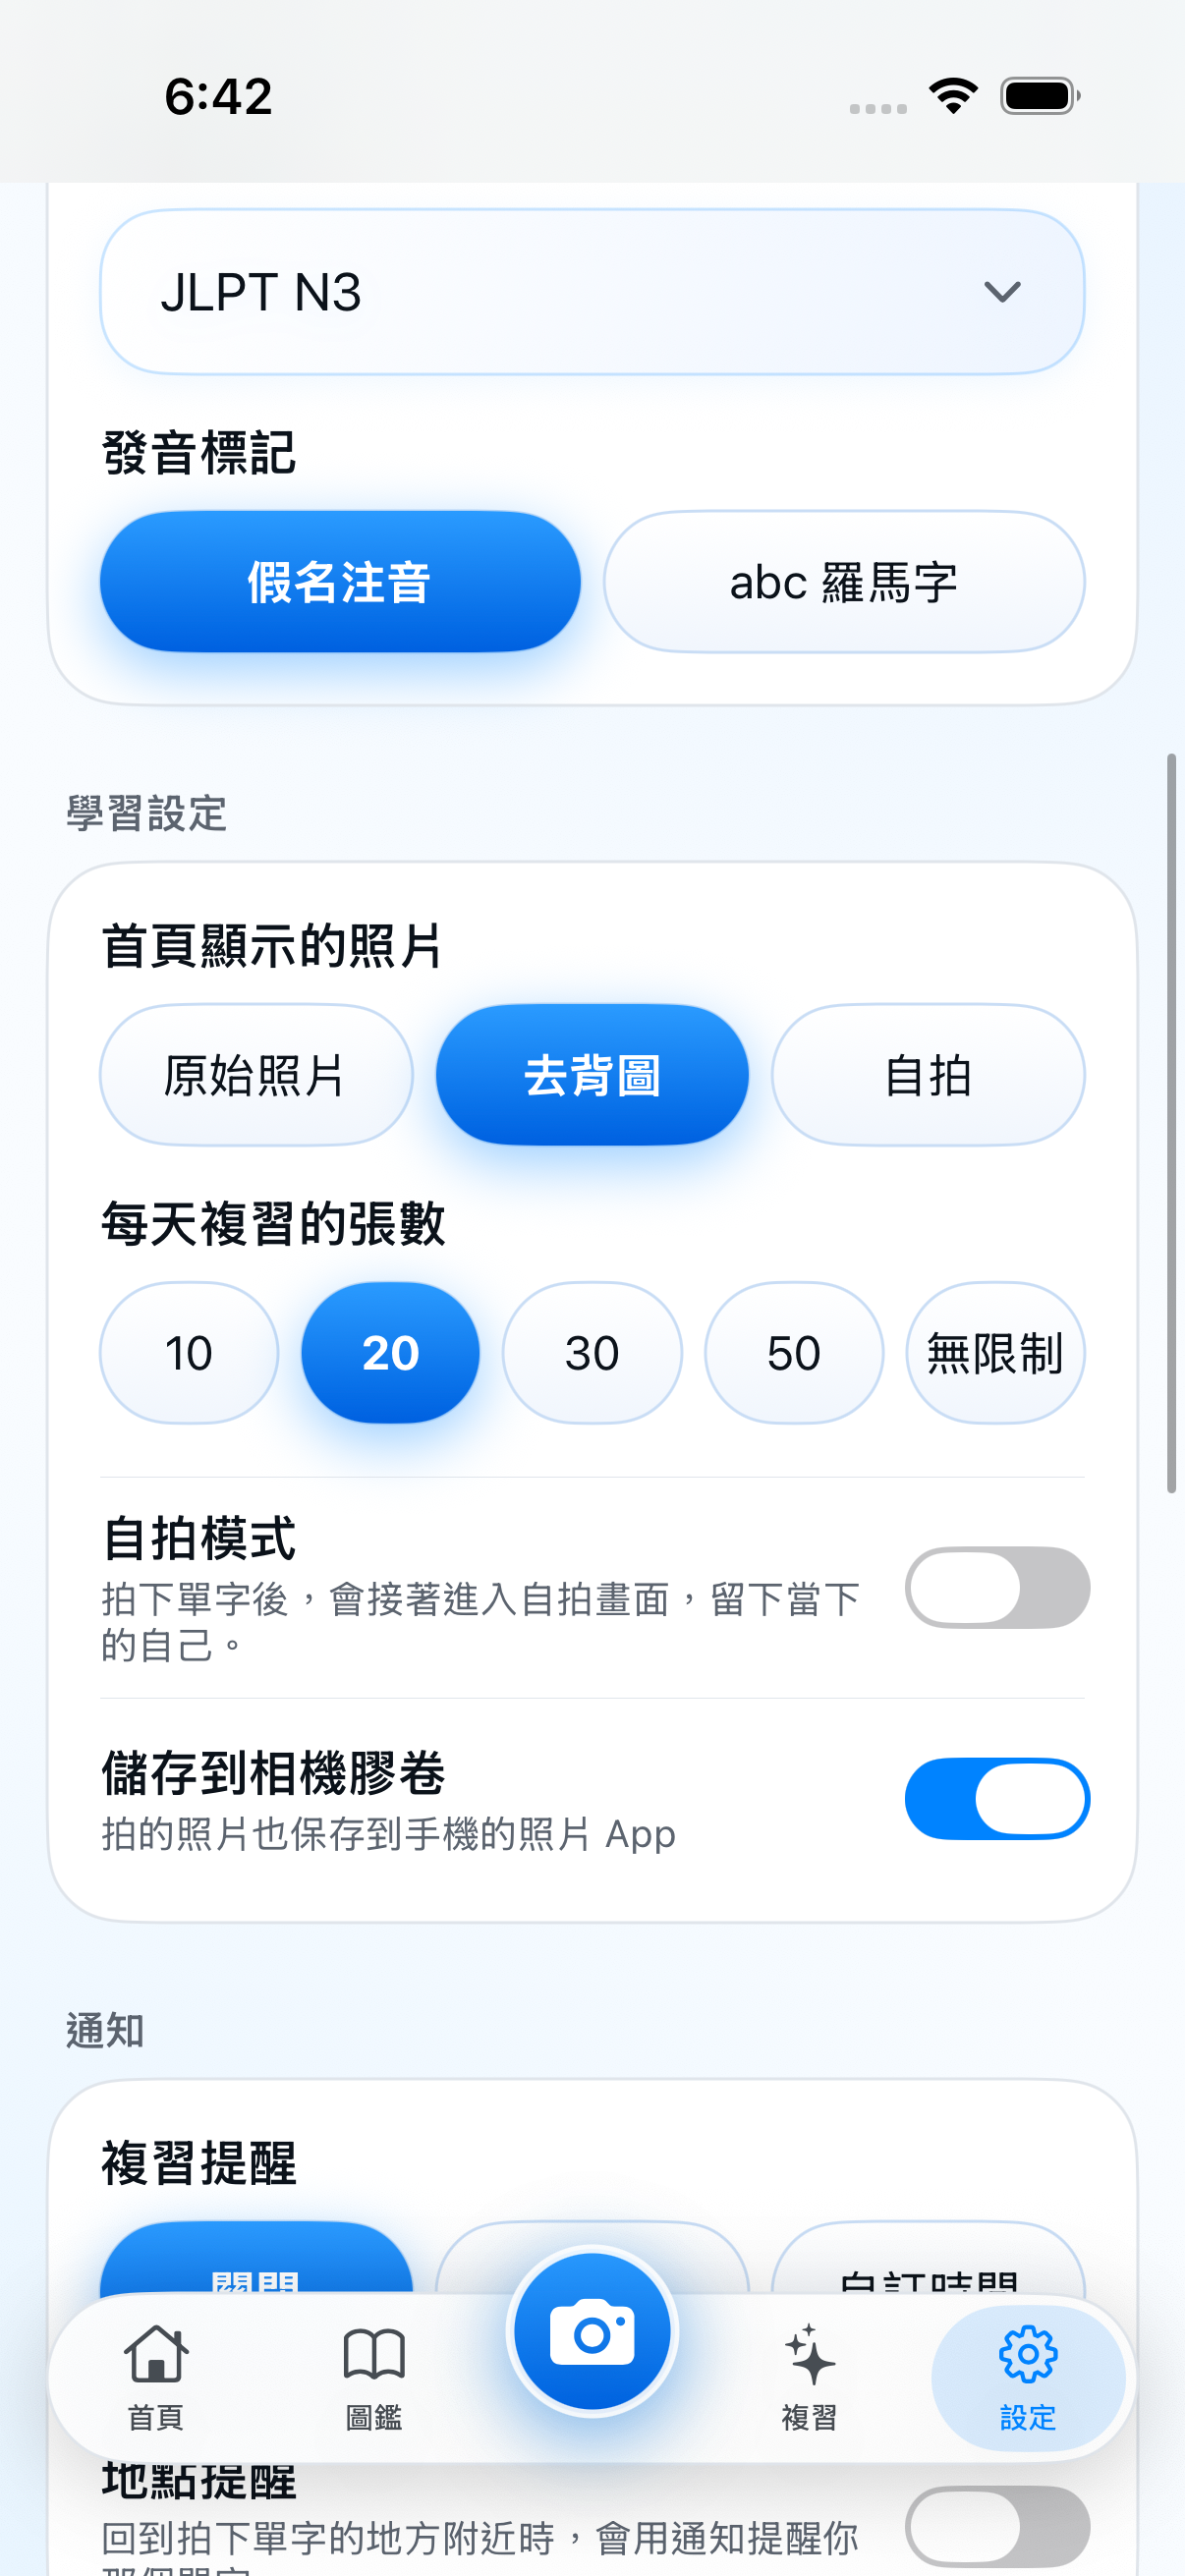 6:42
JLPT N3
發音標記
假名注音
abc 羅馬字
學習設定
首頁顯示的照片
原始照片
去背圖
自拍
每天複習的張數
10
20
30
50
無限制
自拍模式
拍下單字後，會接著進入自拍畫面，留下當下
的自己。
儲存到相機膠卷
拍的照片也保存到手機的照片 App
通知
複習提醒
自訂時間
首頁
圖鑑
複習
設定
地點提醒
回到拍下單字的地方附近時，會用通知提醒你